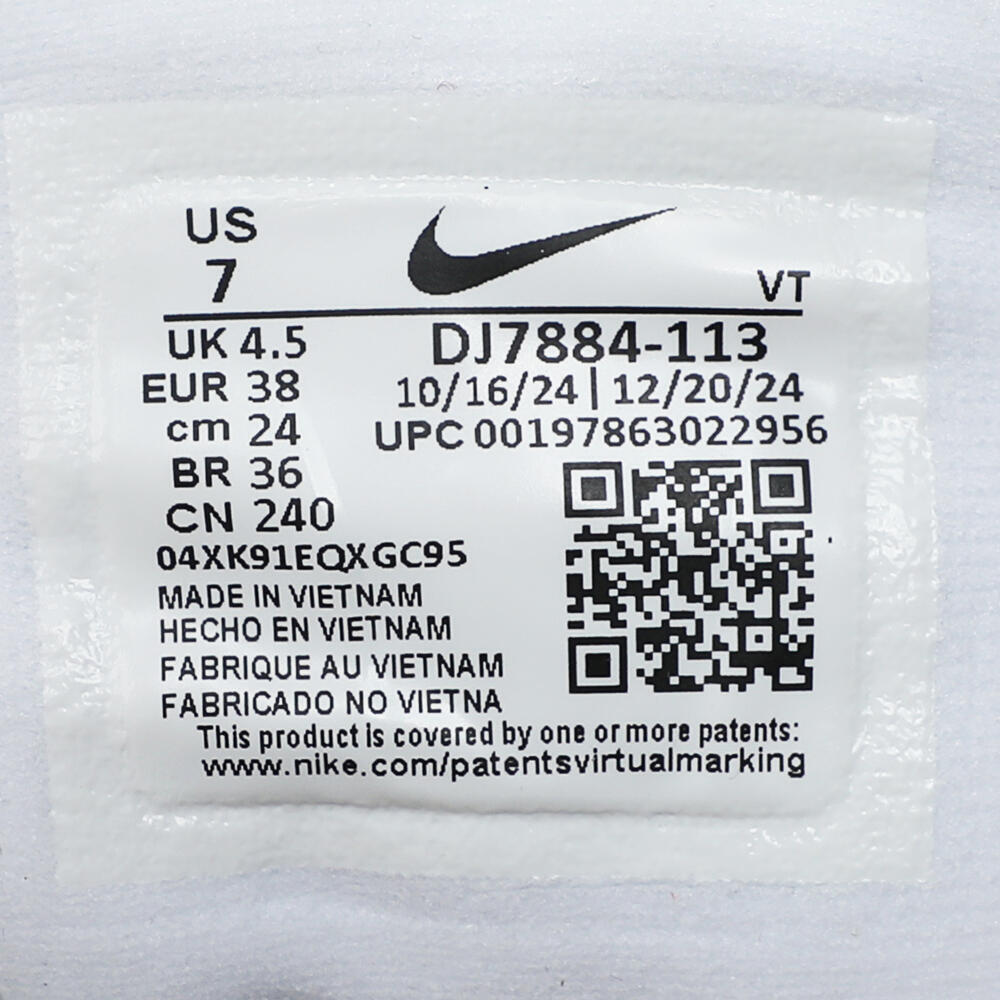 US
7
VT
UK 4.5
DJ7884-113
EUR 38
10/16/24 | 12/20/24
cm 24
UPC 00197863022956
BR 36
CN 240
04XK91EQXGC95
MADE IN VIETNAM
HECHO EN VIETNAM
FABRIQUE AU VIETNAM
FABRICADO NO VIETNA
This product is covered by one or more patents:
www.nike.com/patentsvirtualmarking